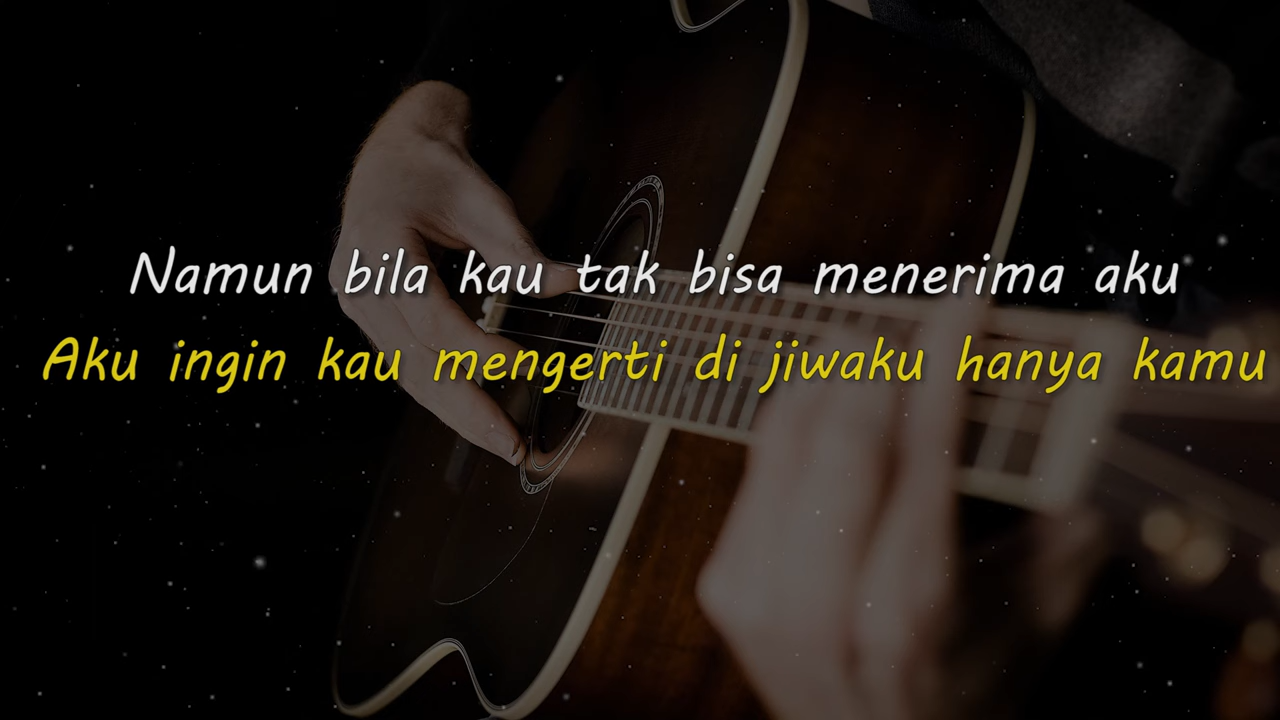 Namun bila kau tak bisa menerima aku
Aku ingin kau mengerti di jiwaku hanya kamu